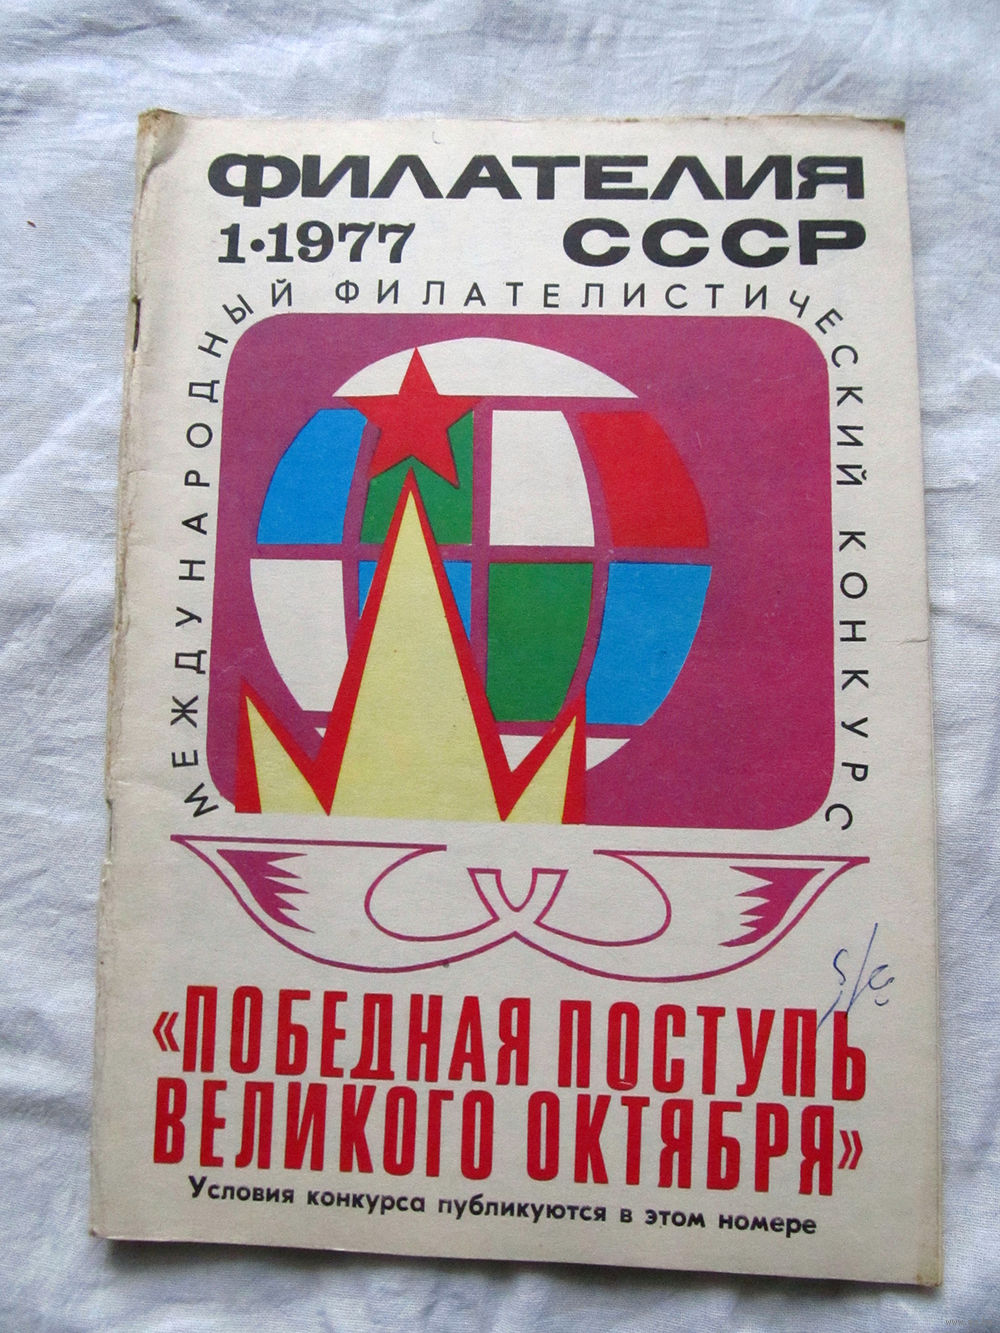 ФИЛАТЕЛИЯ
1·1977 СССР
МЕЖДУНАРОДНЫЙ ФИЛАТЕЛИСТИЧЕСКИЙ КОНКУРС
«ПОБЕДНАЯ ПОСТУПЬ
ВЕЛИКОГО ОКТЯБРЯ»
Условия конкурса публикуются в этом номере